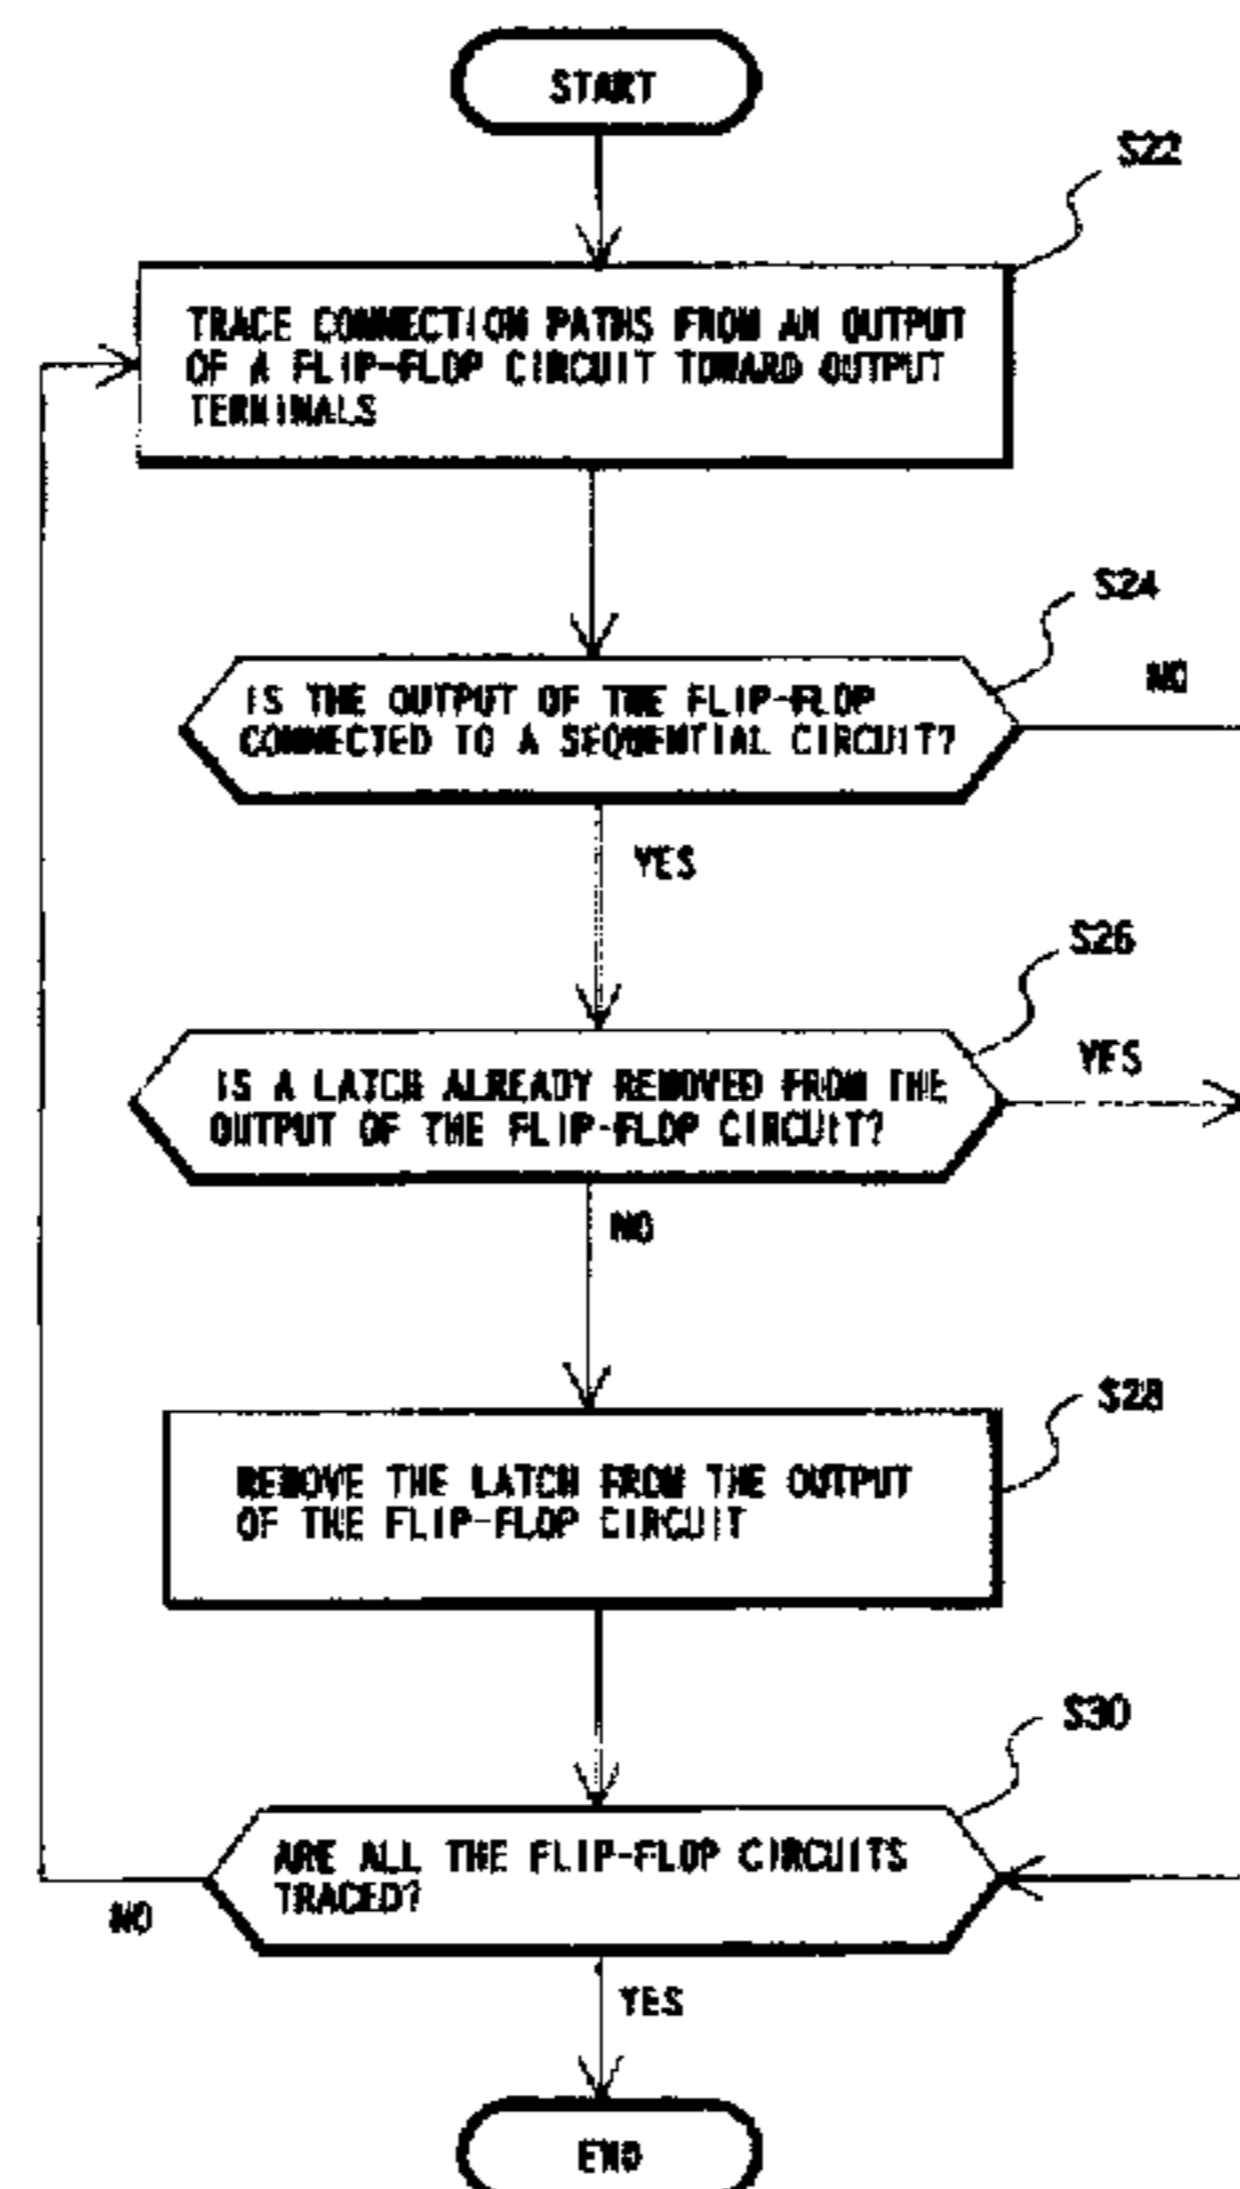 START
S22
TRACE CONNECTION PATHS FROM AN OUTPUT
OF A FLIP-FLOP CIRCUIT TOWARD OUTPUT
TERMINALS
S24
NO
IS THE OUTPUT OF THE FLIP-FLOP
CONNECTED TO A SEQUENTIAL CIRCUIT?
YES
S26
YES
IS A LATCH ALREADY REMOVED FROM THE
OUTPUT OF THE FLIP-FLOP CIRCUIT?
NO
S28
REMOVE THE LATCH FROM THE OUTPUT
OF THE FLIP-FLOP CIRCUIT
S30
ARE ALL THE FLIP-FLOP CIRCUITS
TRACED?
NO
YES
END